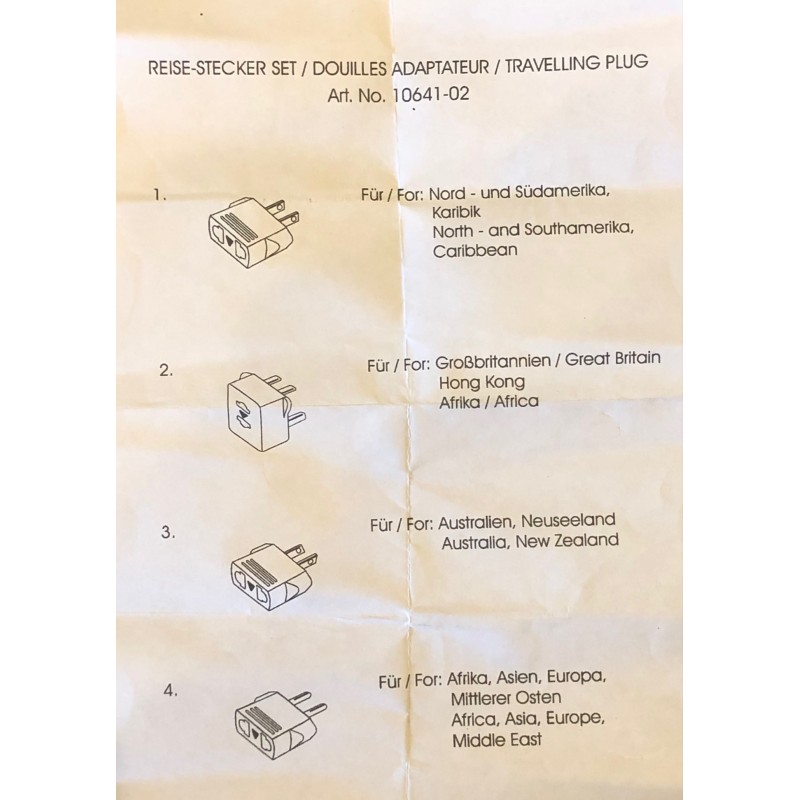 REISE-STECKER SET / DOUILLES ADAPTATEUR / TRAVELLING PLUG
Art. No. 10641-02
1. Für / For: Nord - und Südamerika,
Karibik
North - and Southamerika,
Caribbean
2. Für / For: Großbritannien / Great Britain
Hong Kong
Afrika / Africa
3. Für / For: Australien, Neuseeland
Australia, New Zealand
4. Für / For: Afrika, Asien, Europa,
Mittlerer Osten
Africa, Asia, Europe,
Middle East